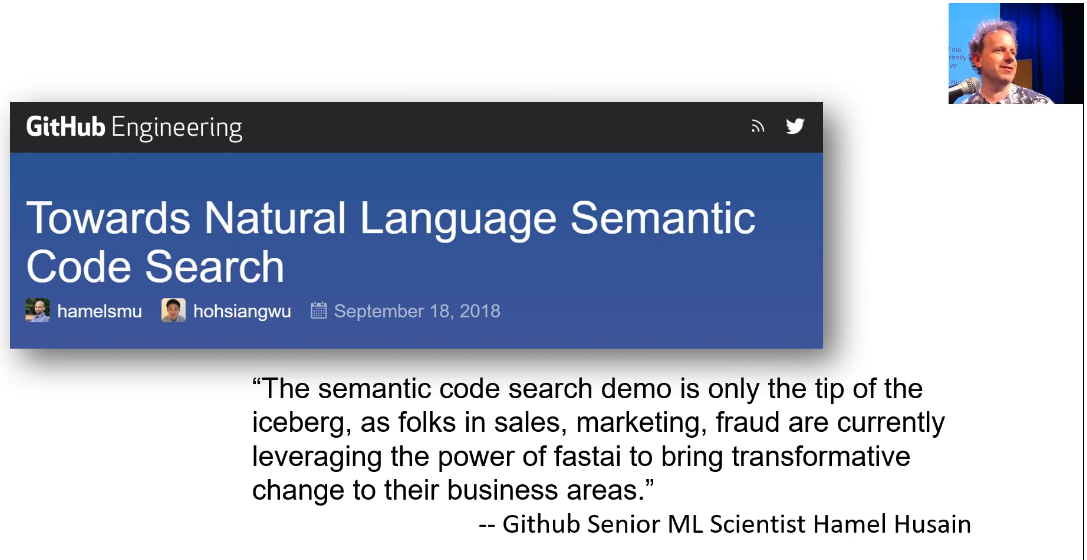 GitHub Engineering
Towards Natural Language Semantic
Code Search
hamelsmu hohsiangwu September 18, 2018
“The semantic code search demo is only the tip of the
iceberg, as folks in sales, marketing, fraud are currently
leveraging the power of fastai to bring transformative
change to their business areas.”
-- Github Senior ML Scientist Hamel Husain